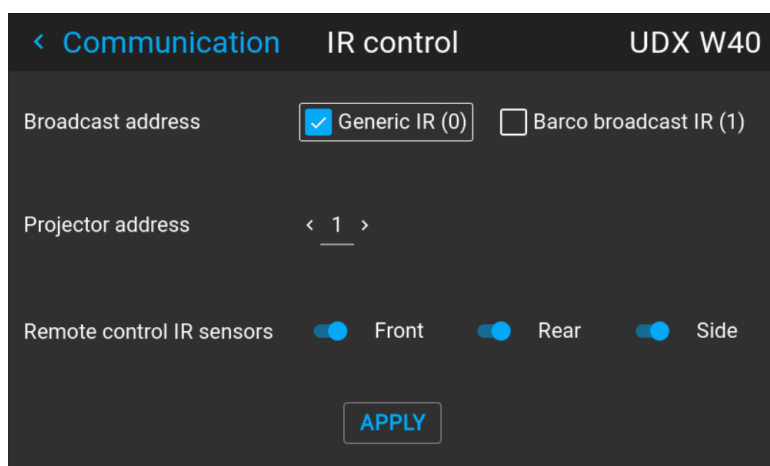 Communication IR control UDX W40
Broadcast address Generic IR (0) Barco broadcast IR (1)
Projector address < 1 >
Remote control IR sensors Front Rear Side
APPLY